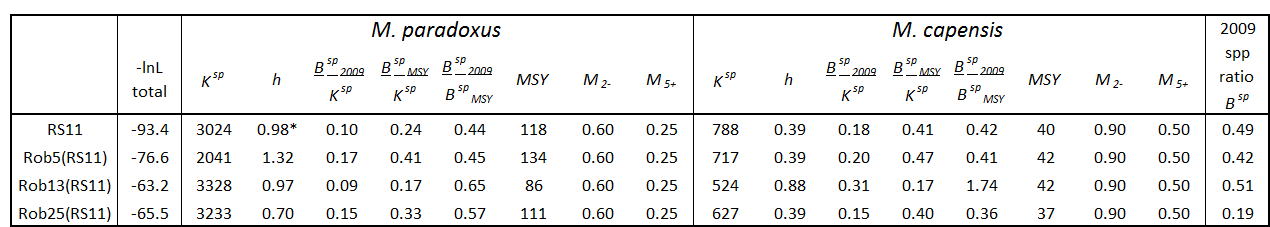 M. paradoxus M. capensis 2009
-lnL total K^sp h B^sp_2009 / K^sp B^sp_MSY / K^sp B^sp_2009 / B^sp_MSY MSY M 2- M 5+ K^sp h B^sp_2009 / K^sp B^sp_MSY / K^sp B^sp_2009 / B^sp_MSY MSY M 2- M 5+ spp ratio B^sp
RS11 -93.4 3024 0.98* 0.10 0.24 0.44 118 0.60 0.25 788 0.39 0.18 0.41 0.42 40 0.90 0.50 0.49
Rob5(RS11) -76.6 2041 1.32 0.17 0.41 0.45 134 0.60 0.25 717 0.39 0.20 0.47 0.41 42 0.90 0.50 0.42
Rob13(RS11) -63.2 3328 0.97 0.09 0.17 0.65 86 0.60 0.25 524 0.88 0.31 0.17 1.74 42 0.90 0.50 0.51
Rob25(RS11) -65.5 3233 0.70 0.15 0.33 0.57 111 0.60 0.25 627 0.39 0.15 0.40 0.36 37 0.90 0.50 0.19